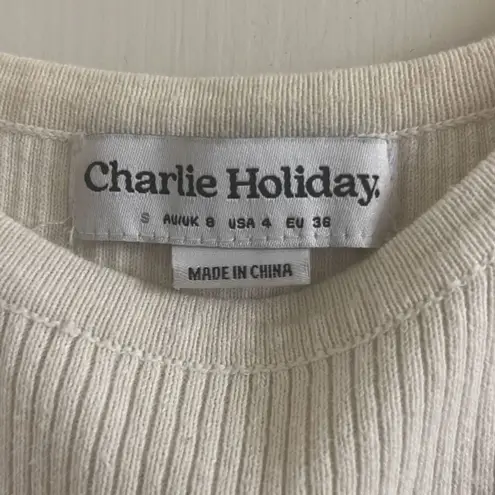 Charlie Holiday.
S AU/UK 8 USA 4 EU 36
MADE IN CHINA